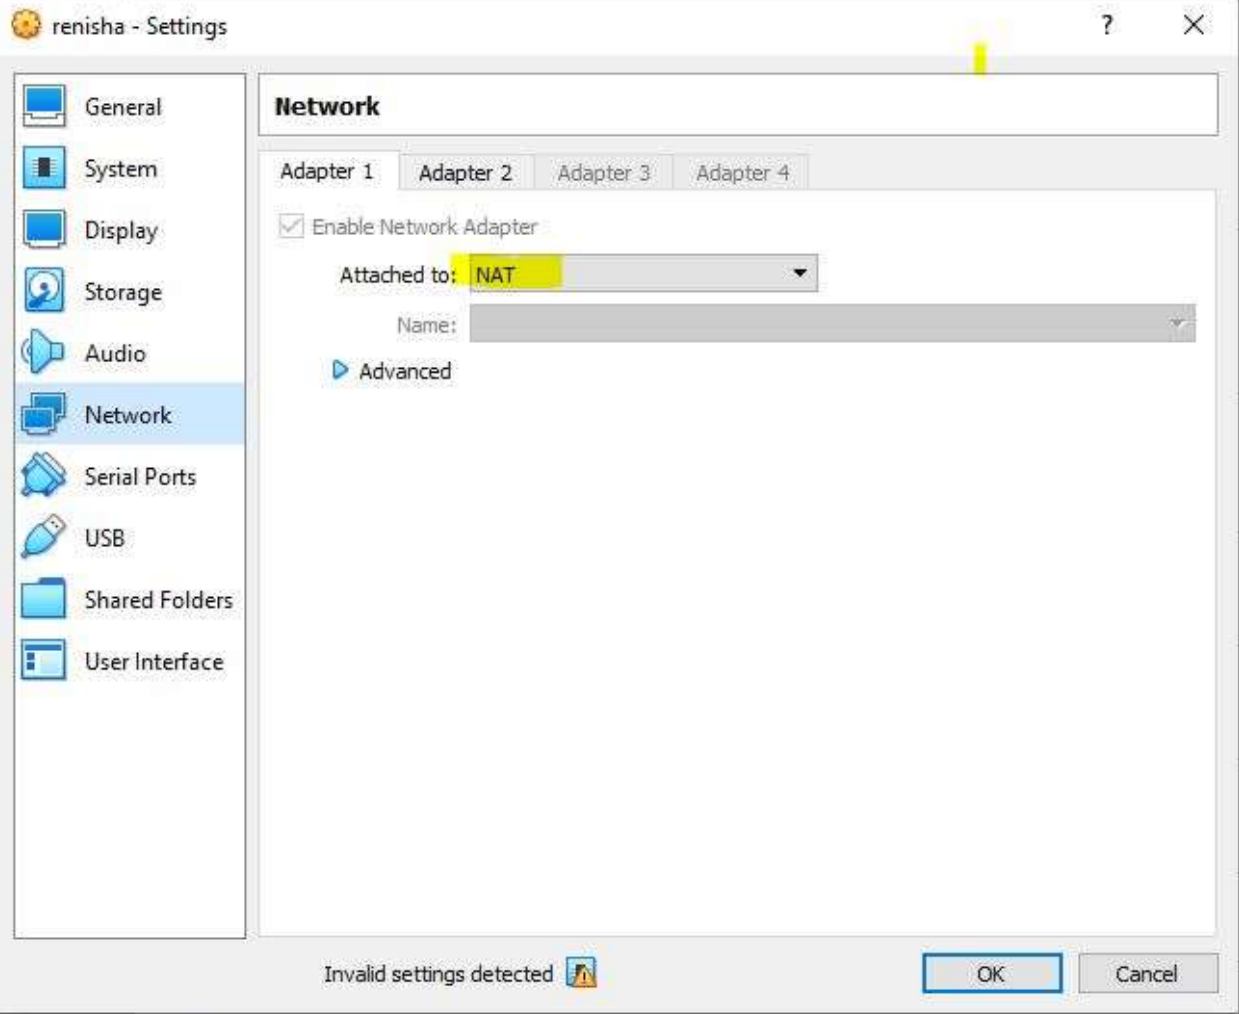 renisha - Settings
?
General
System
Display
Storage
Audio
Network
Serial Ports
USB
Shared Folders
User Interface
Network
Adapter 1
Adapter 2
Adapter 3
Adapter 4
Enable Network Adapter
Attached to: NAT
Name:
Advanced
Invalid settings detected
OK
Cancel